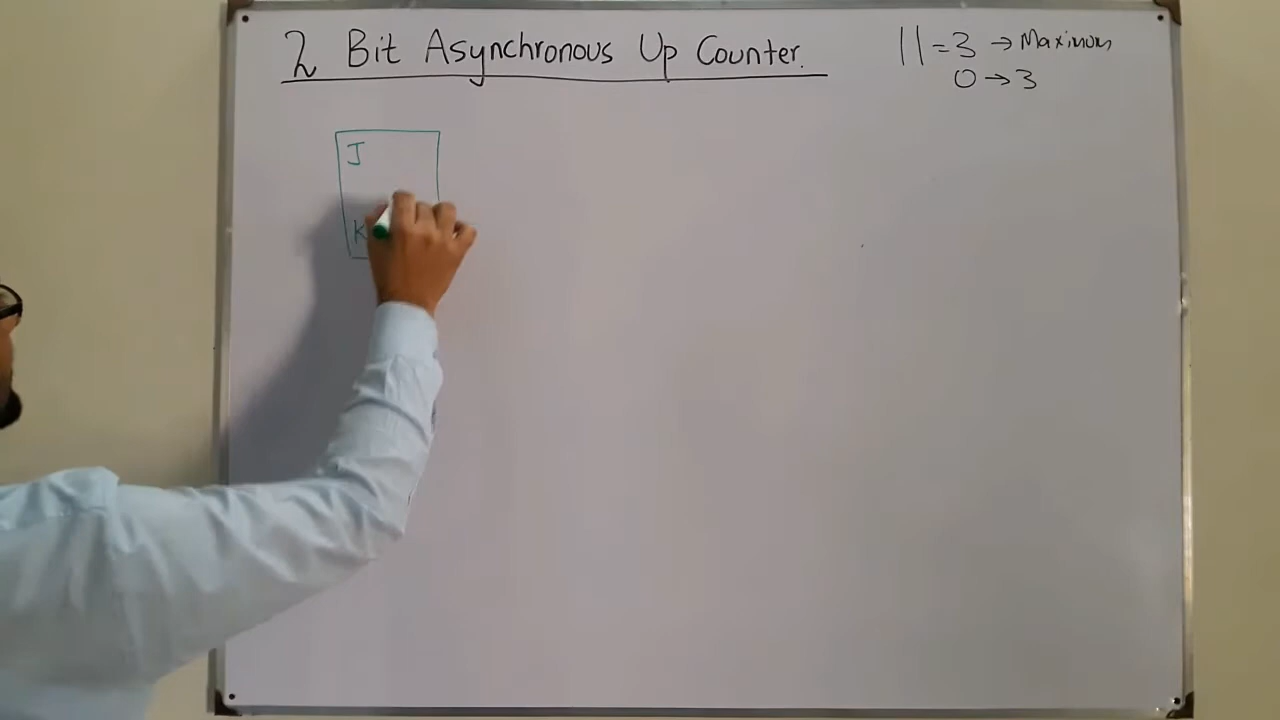 2 Bit Asynchronous Up Counter.
11 = 3 → Maximum
0 → 3
J
K